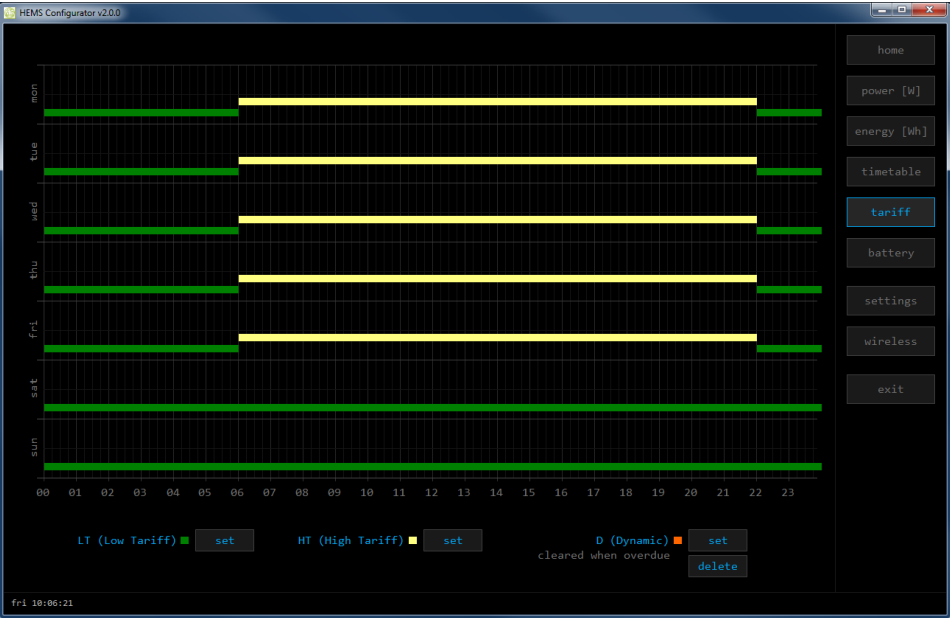 HEMS Configurator v2.0.0
home
power [W]
energy [Wh]
timetable
tariff
battery
settings
wireless
exit
mon
tue
wed
thu
fri
sat
sun
00 01 02 03 04 05 06 07 08 09 10 11 12 13 14 15 16 17 18 19 20 21 22 23
LT (Low Tariff) set HT (High Tariff) set D (Dynamic) set
cleared when overdue
delete
fri 10:06:21